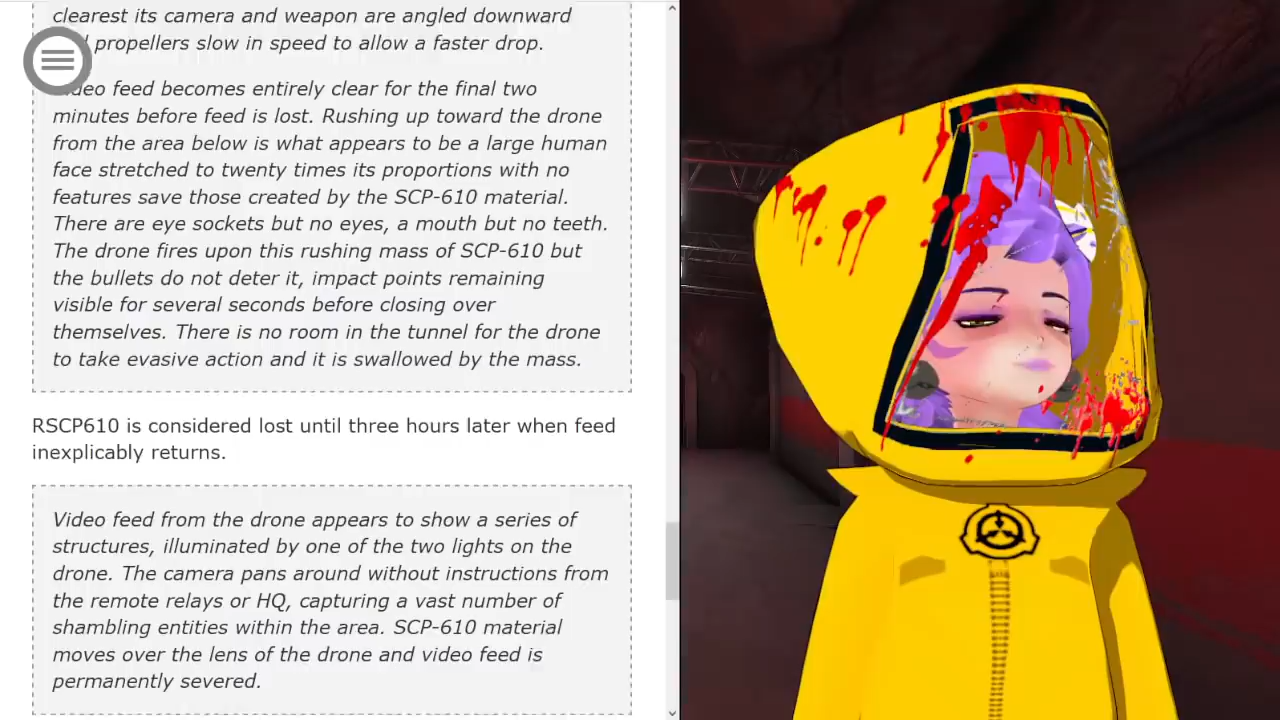 clearest its camera and weapon are angled downward
propellers slow in speed to allow a faster drop.
feed becomes entirely clear for the final two
minutes before feed is lost. Rushing up toward the drone
from the area below is what appears to be a large human
face stretched to twenty times its proportions with no
features save those created by the SCP-610 material.
There are eye sockets but no eyes, a mouth but no teeth.
The drone fires upon this rushing mass of SCP-610 but
the bullets do not deter it, impact points remaining
visible for several seconds before closing over
themselves. There is no room in the tunnel for the drone
to take evasive action and it is swallowed by the mass.
RSCP610 is considered lost until three hours later when feed
inexplicably returns.
Video feed from the drone appears to show a series of
structures, illuminated by one of the two lights on the
drone. The camera pans around without instructions from
the remote relays or HQ, capturing a vast number of
shambling entities within the area. SCP-610 material
moves over the lens of the drone and video feed is
permanently severed.